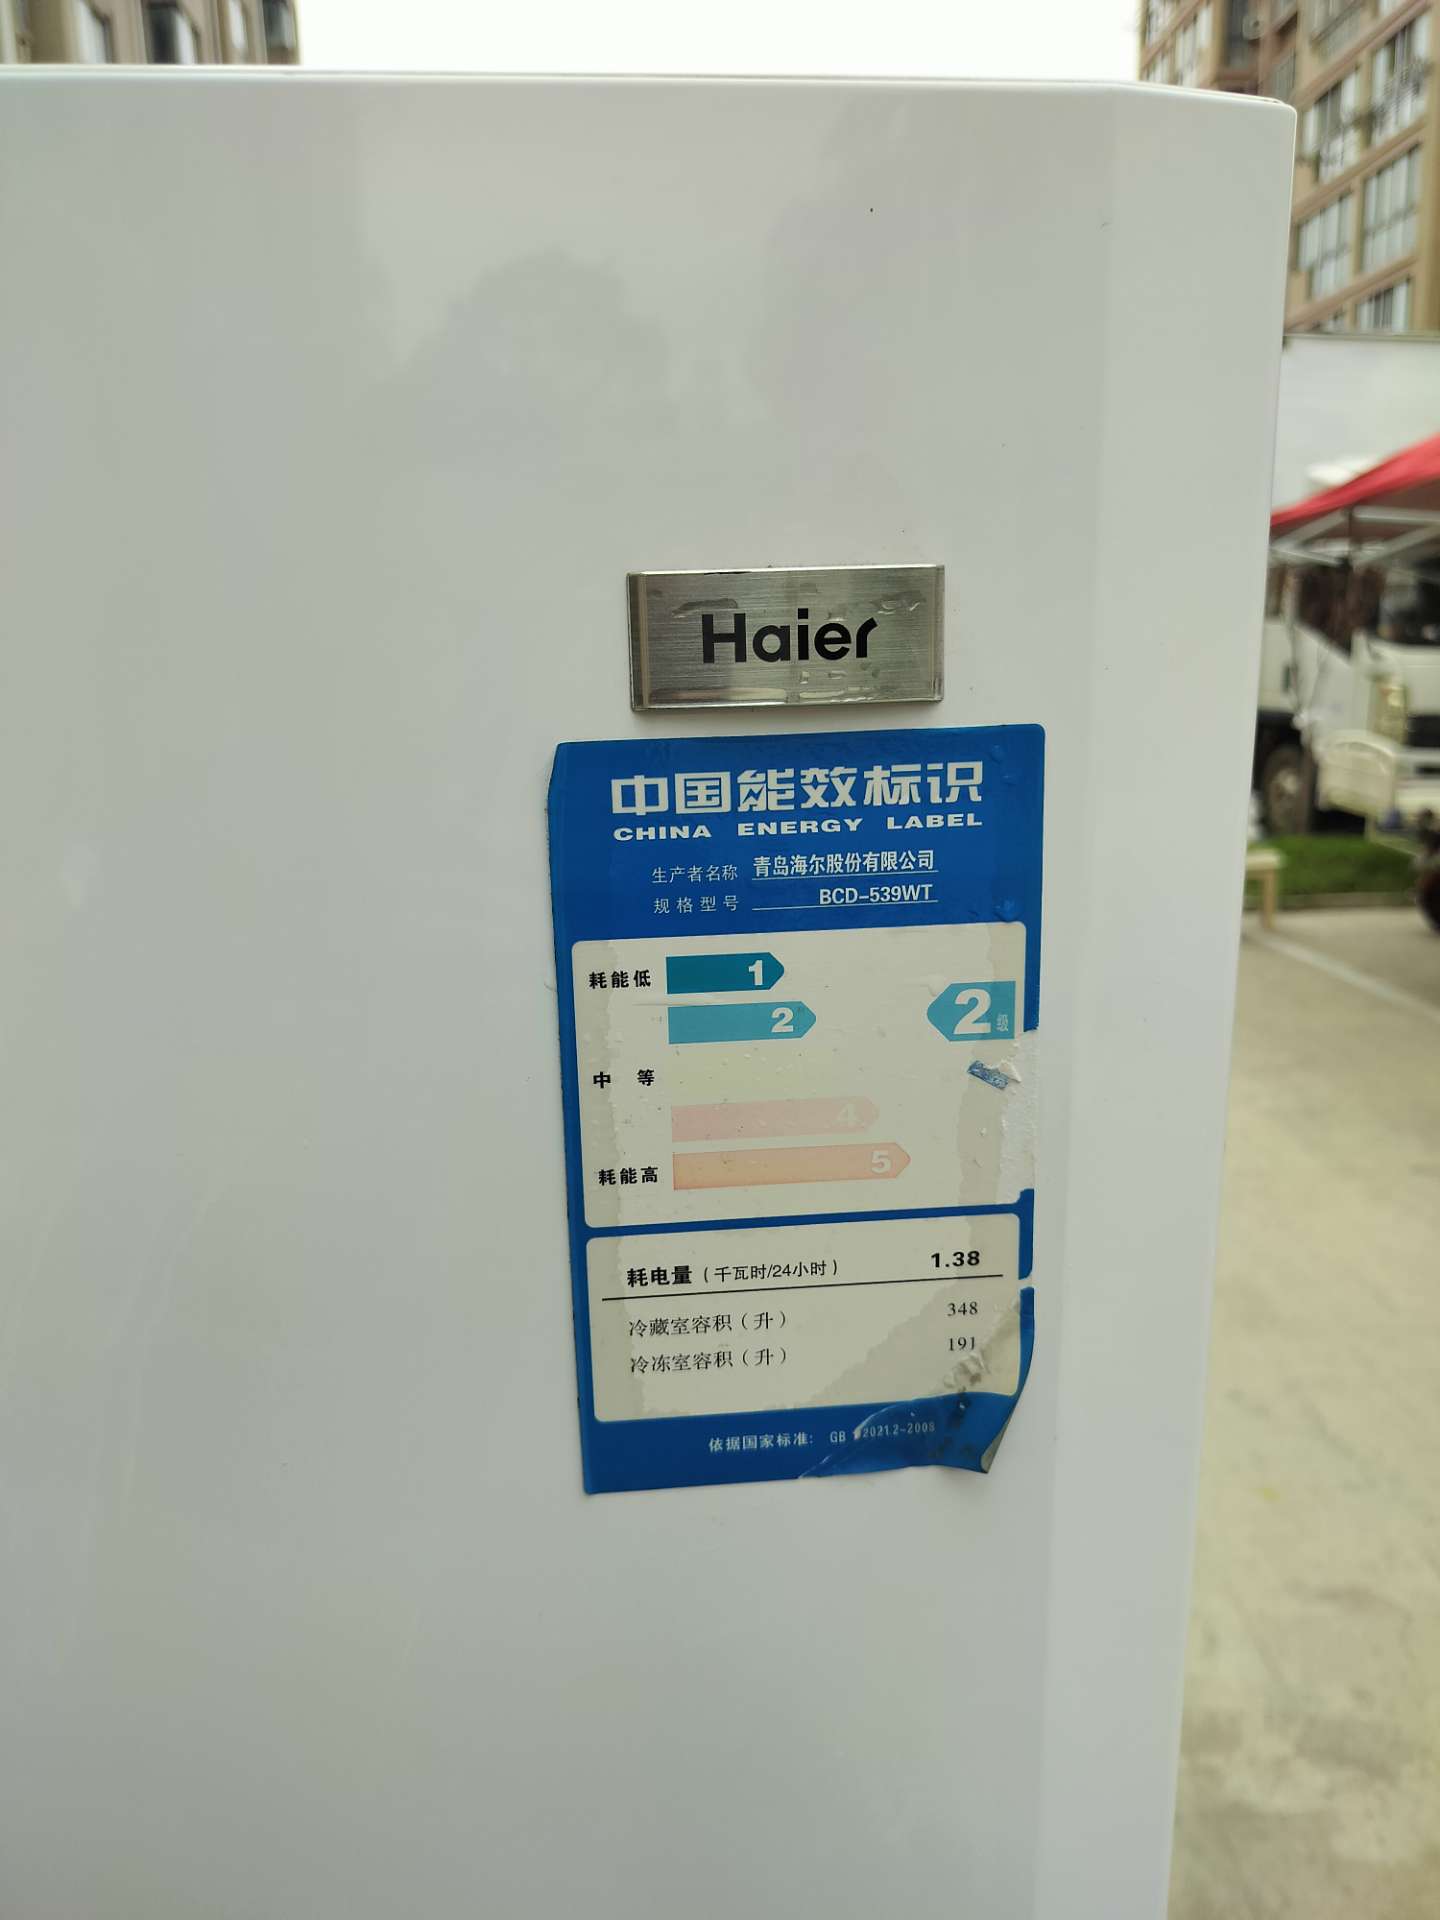 Haier
中国能效标识
CHINA ENERGY LABEL
生产者名称 青岛海尔股份有限公司
规格型号 BCD-539WT
耗能低 1
2 2级
中 等
4
耗能高 5
耗电量（千瓦时/24小时） 1.38
冷藏室容积（升） 348
冷冻室容积（升） 191
依据国家标准: GB 12021.2-2008